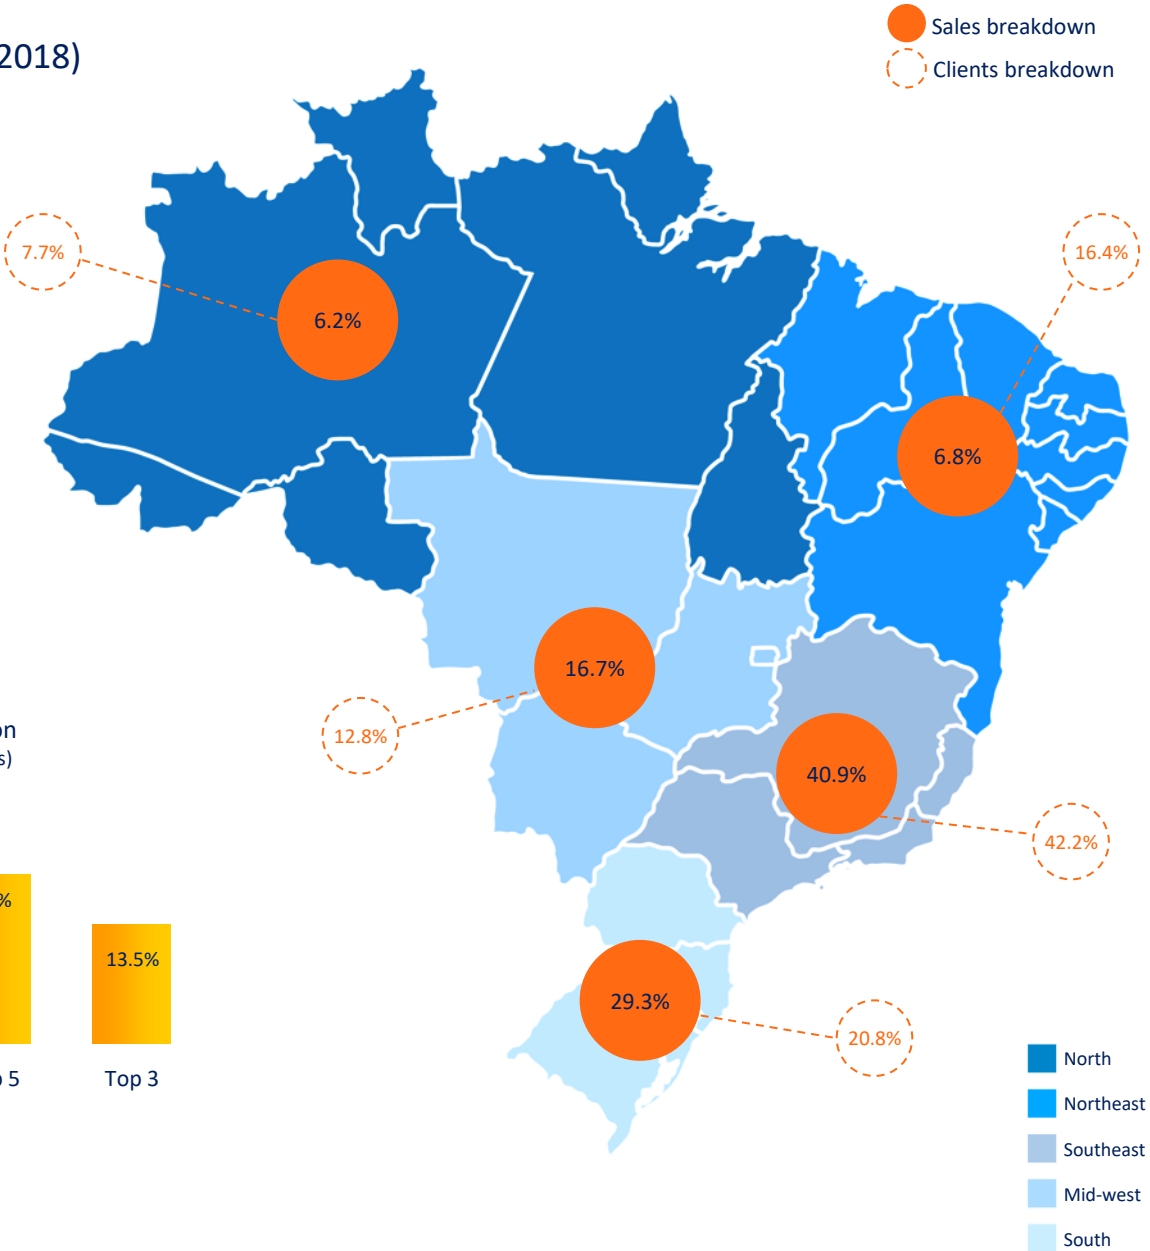 2018)
Sales breakdown
Clients breakdown
7.7%
6.2%
16.4%
6.8%
16.7%
12.8%
40.9%
42.2%
29.3%
20.8%
s)
%
13.5%
5
Top 3
North
Northeast
Southeast
Mid-west
South